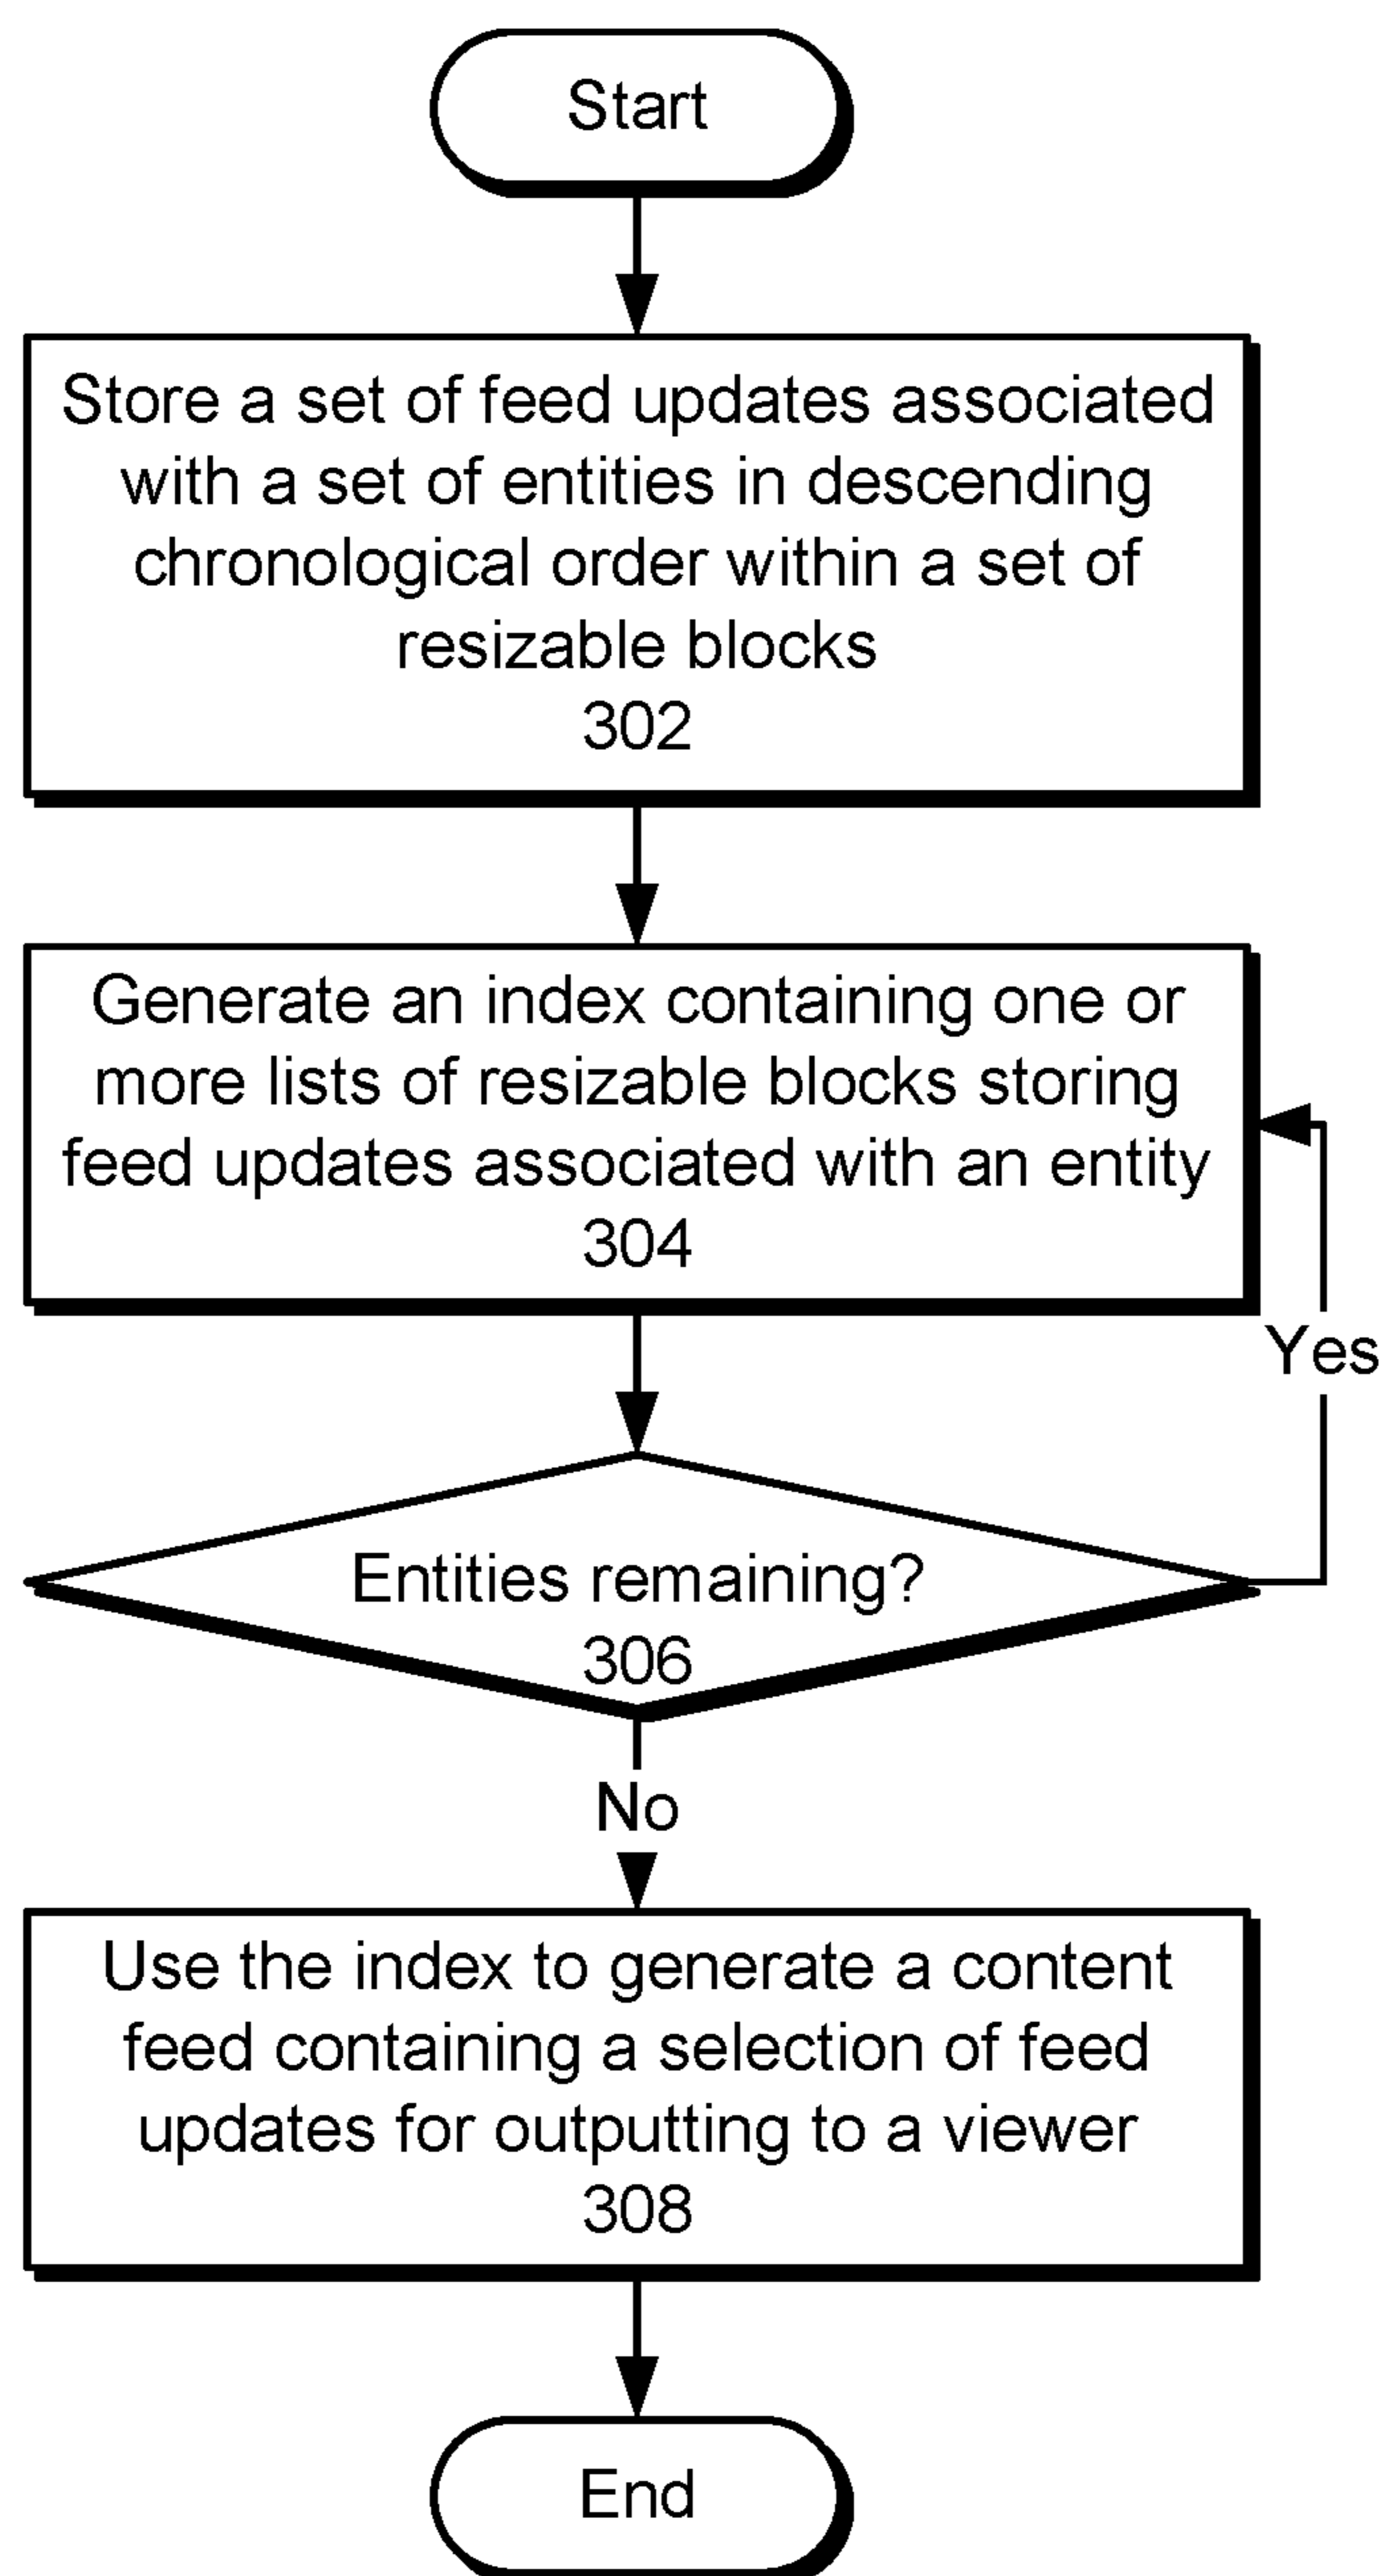 Start
Store a set of feed updates associated
with a set of entities in descending
chronological order within a set of
resizable blocks
302
Generate an index containing one or
more lists of resizable blocks storing
feed updates associated with an entity
304
Yes
Entities remaining?
306
No
Use the index to generate a content
feed containing a selection of feed
updates for outputting to a viewer
308
End